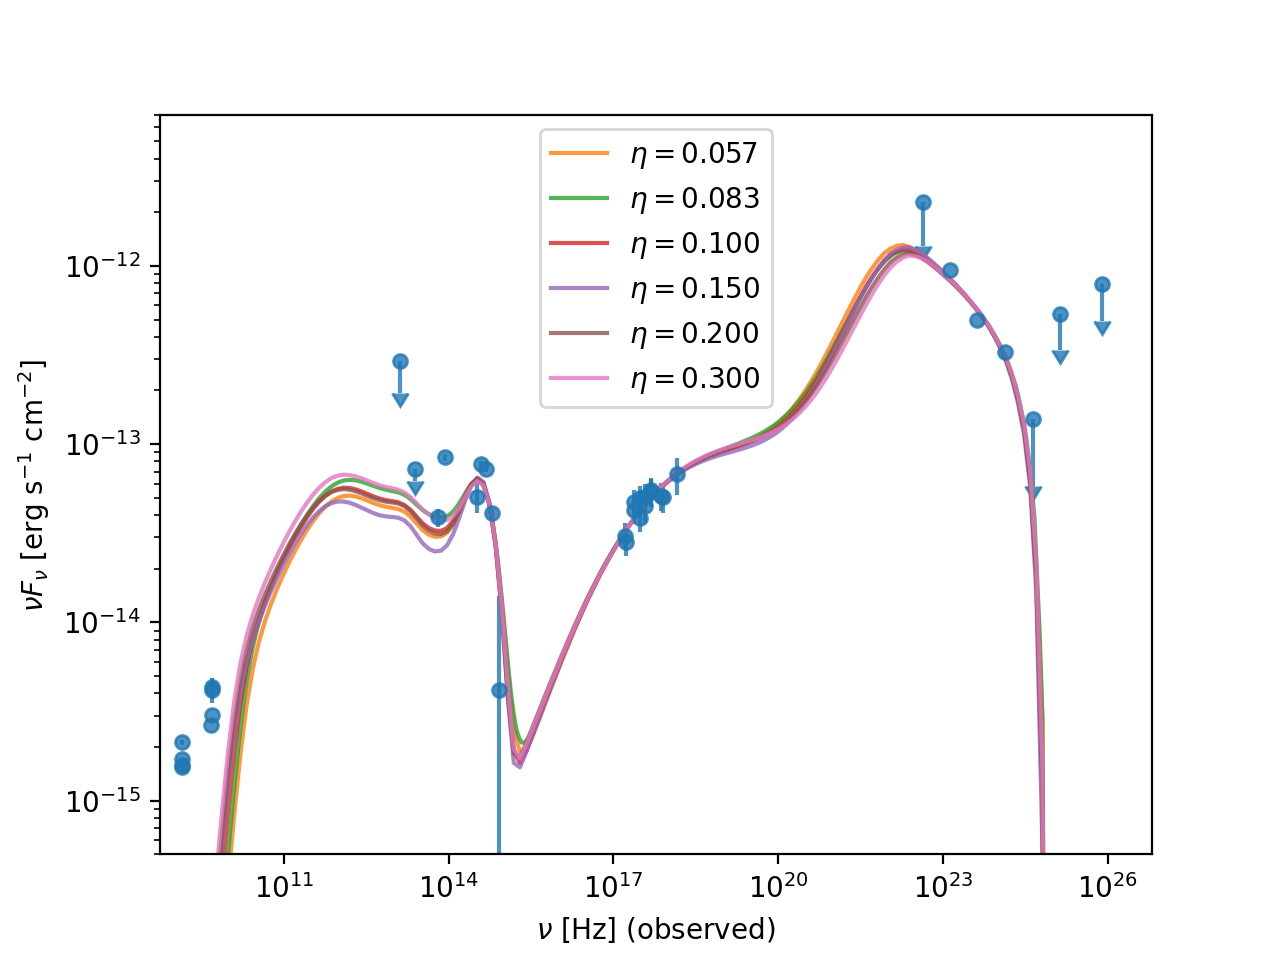 η = 0.057
η = 0.083
η = 0.100
η = 0.150
η = 0.200
η = 0.300
10⁻¹²
10⁻¹³
10⁻¹⁴
10⁻¹⁵
νFν [erg s⁻¹ cm⁻²]
10¹¹ 10¹⁴ 10¹⁷ 10²⁰ 10²³ 10²⁶
ν [Hz] (observed)